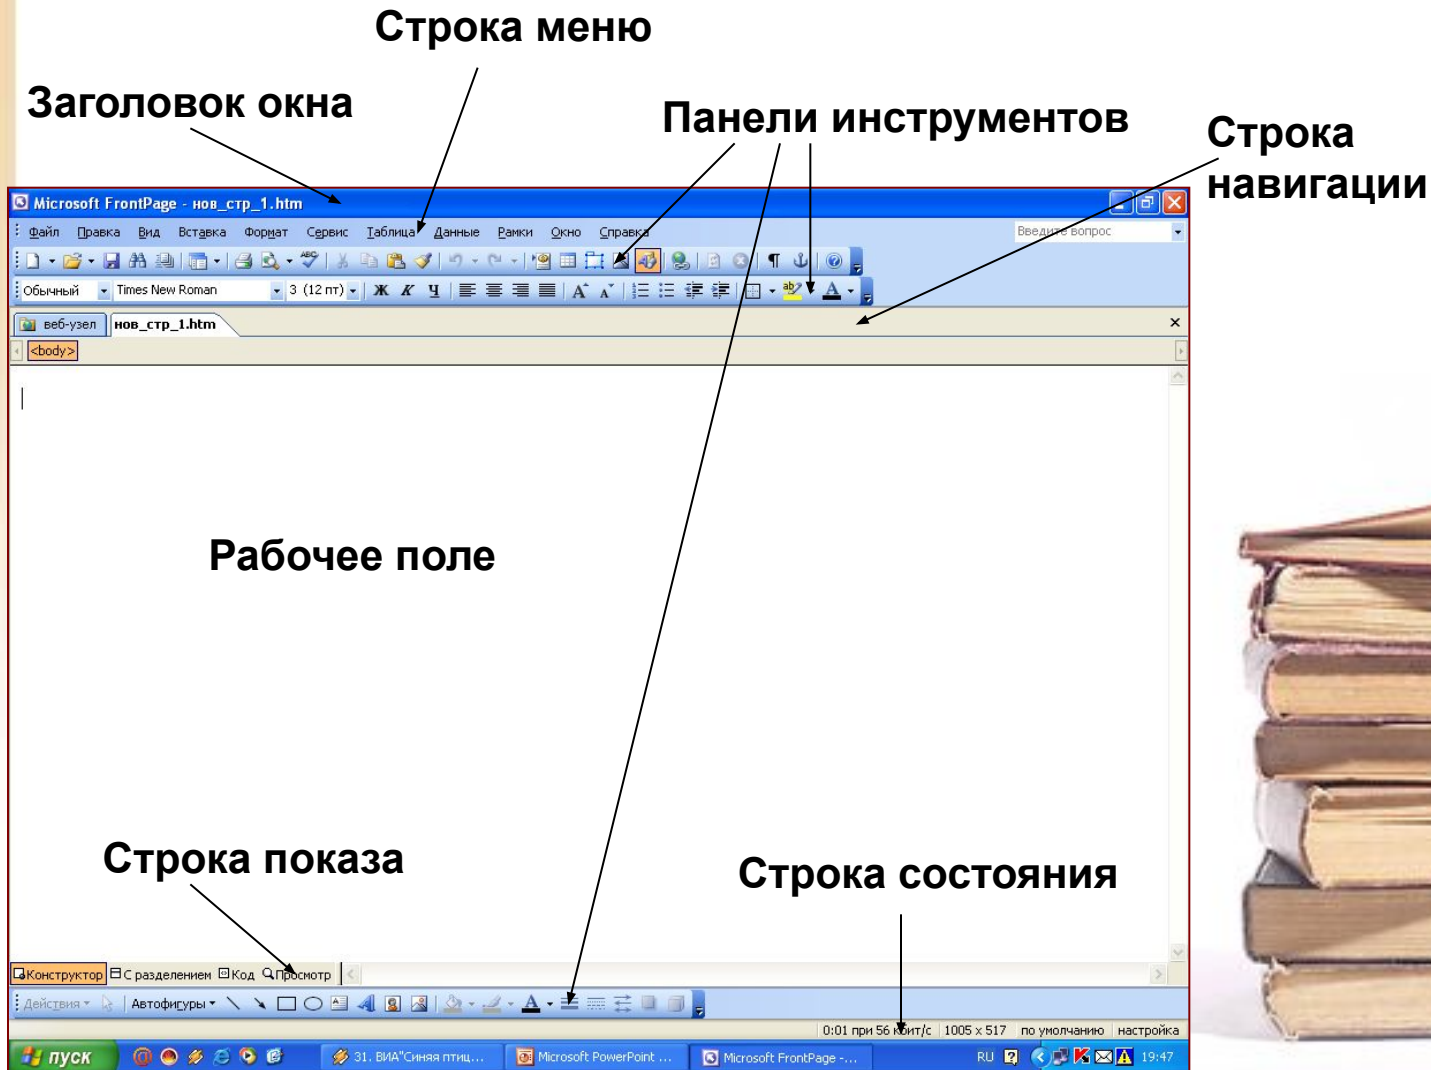 Строка меню
Заголовок окна
Панели инструментов
Строка
навигации
Microsoft FrontPage - нов_стр_1.htm
Файл Правка Вид Вставка Формат Сервис Таблица Данные Рамки Окно Справка Введите вопрос
Обычный Times New Roman 3 (12 пт) Ж К Ч A A A
веб-узел нов_стр_1.htm
<body>
Рабочее поле
Строка показа
Строка состояния
Конструктор С разделением Код Просмотр
Действия Автофигуры A
0:01 при 56 кбит/с 1005 x 517 по умолчанию настройка
пуск 31. ВИА"Синяя птиц... Microsoft PowerPoint ... Microsoft FrontPage -... RU 19:47